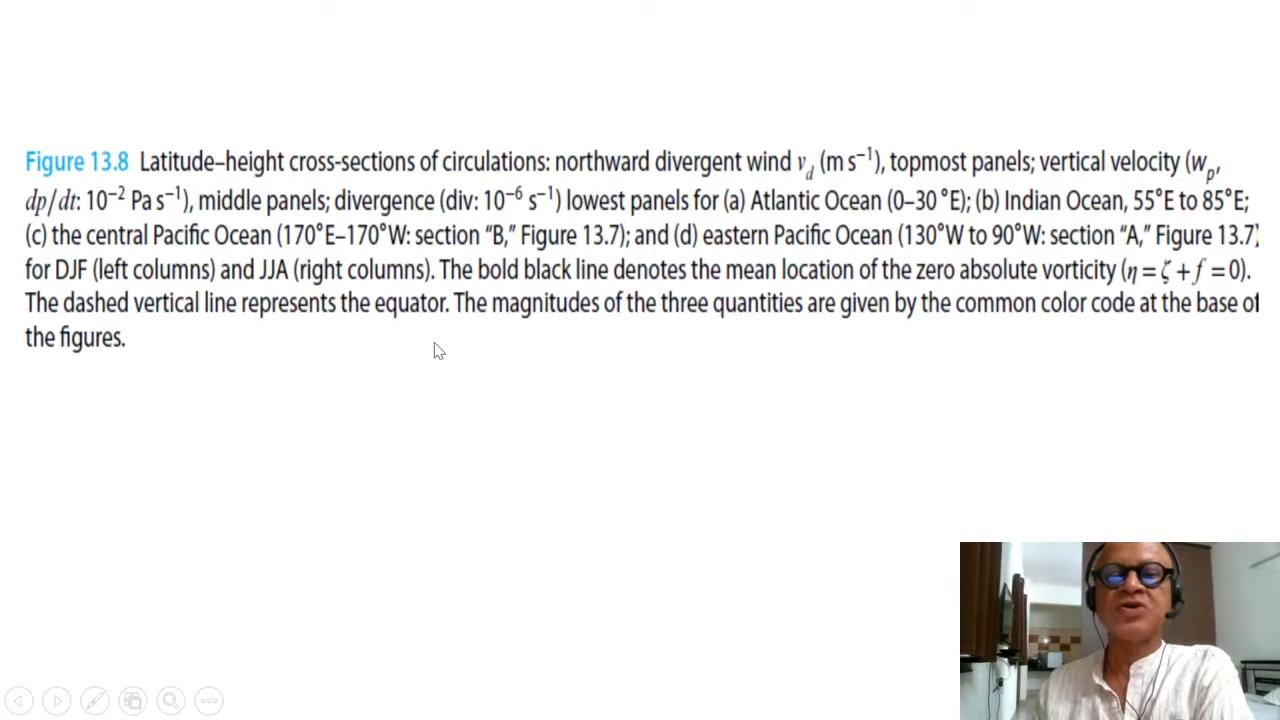 Figure 13.8 Latitude–height cross-sections of circulations: northward divergent wind v_d (m s⁻¹), topmost panels; vertical velocity (w_p,
dp/dt: 10⁻² Pa s⁻¹), middle panels; divergence (div: 10⁻⁶ s⁻¹) lowest panels for (a) Atlantic Ocean (0–30 °E); (b) Indian Ocean, 55°E to 85°E;
(c) the central Pacific Ocean (170°E–170°W: section “B,” Figure 13.7); and (d) eastern Pacific Ocean (130°W to 90°W: section “A,” Figure 13.7)
for DJF (left columns) and JJA (right columns). The bold black line denotes the mean location of the zero absolute vorticity (η = ζ + f = 0).
The dashed vertical line represents the equator. The magnitudes of the three quantities are given by the common color code at the base of
the figures.